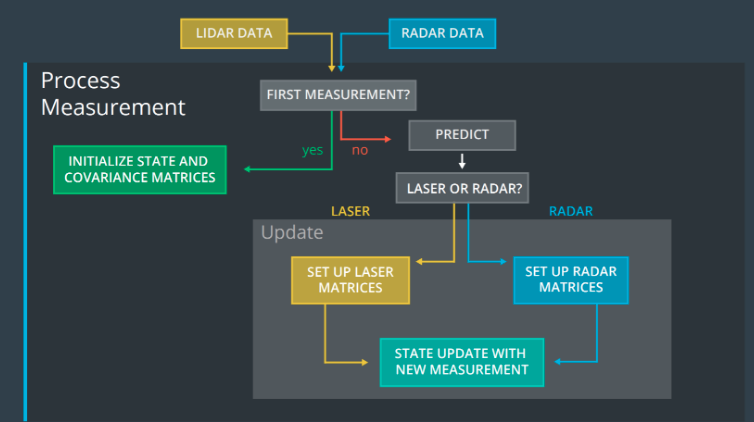 LIDAR DATA
RADAR DATA
Process
Measurement
FIRST MEASUREMENT?
yes
no
PREDICT
INITIALIZE STATE AND
COVARIANCE MATRICES
LASER OR RADAR?
LASER
RADAR
Update
SET UP LASER
MATRICES
SET UP RADAR
MATRICES
STATE UPDATE WITH
NEW MEASUREMENT